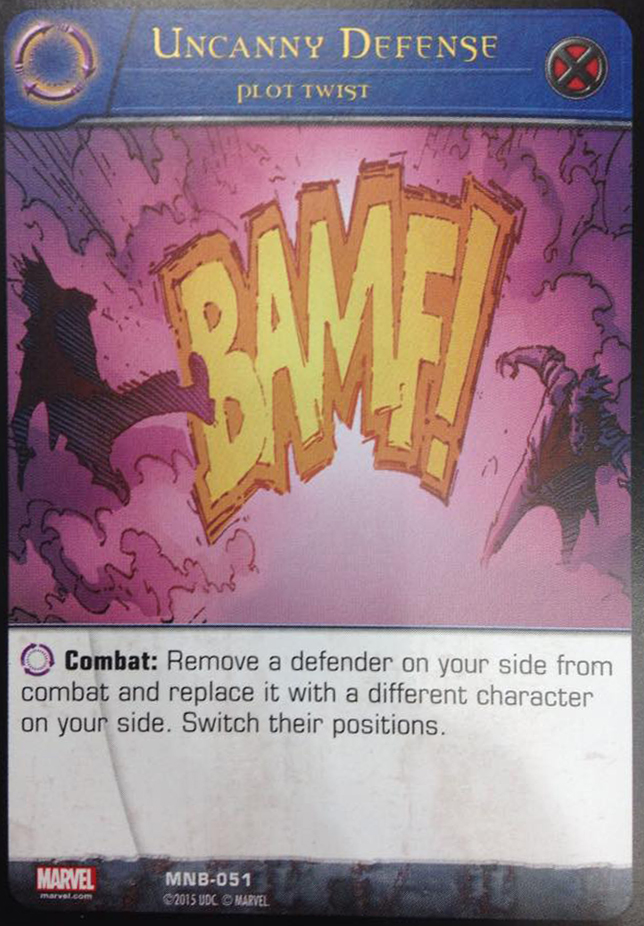 UNCANNY DEFENSE
PLOT TWIST
BAMF!
Combat: Remove a defender on your side from
combat and replace it with a different character
on your side. Switch their positions.
MARVEL
marvel.com
MNB-051
©2015 UDC. © MARVEL.